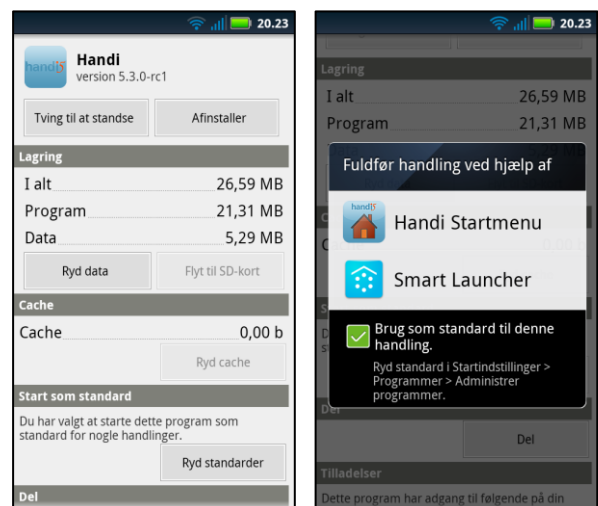 20.23
handi5
Handi
version 5.3.0-rc1
Tving til at standse
Afinstaller
Lagring
I alt 26,59 MB
Program 21,31 MB
Data 5,29 MB
Ryd data
Flyt til SD-kort
Cache
Cache 0,00 b
Ryd cache
Start som standard
Du har valgt at starte dette program som
standard for nogle handlinger.
Ryd standarder
Del
20.23
Lagring
I alt 26,59 MB
Program 21,31 MB
Fuldfør handling ved hjælp af
handi5
Handi Startmenu
Smart Launcher
Brug som standard til denne
handling.
Ryd standard i Startindstillinger >
Programmer > Administrer
programmer.
Del
Del
Tilladelser
Dette program har adgang til følgende på din